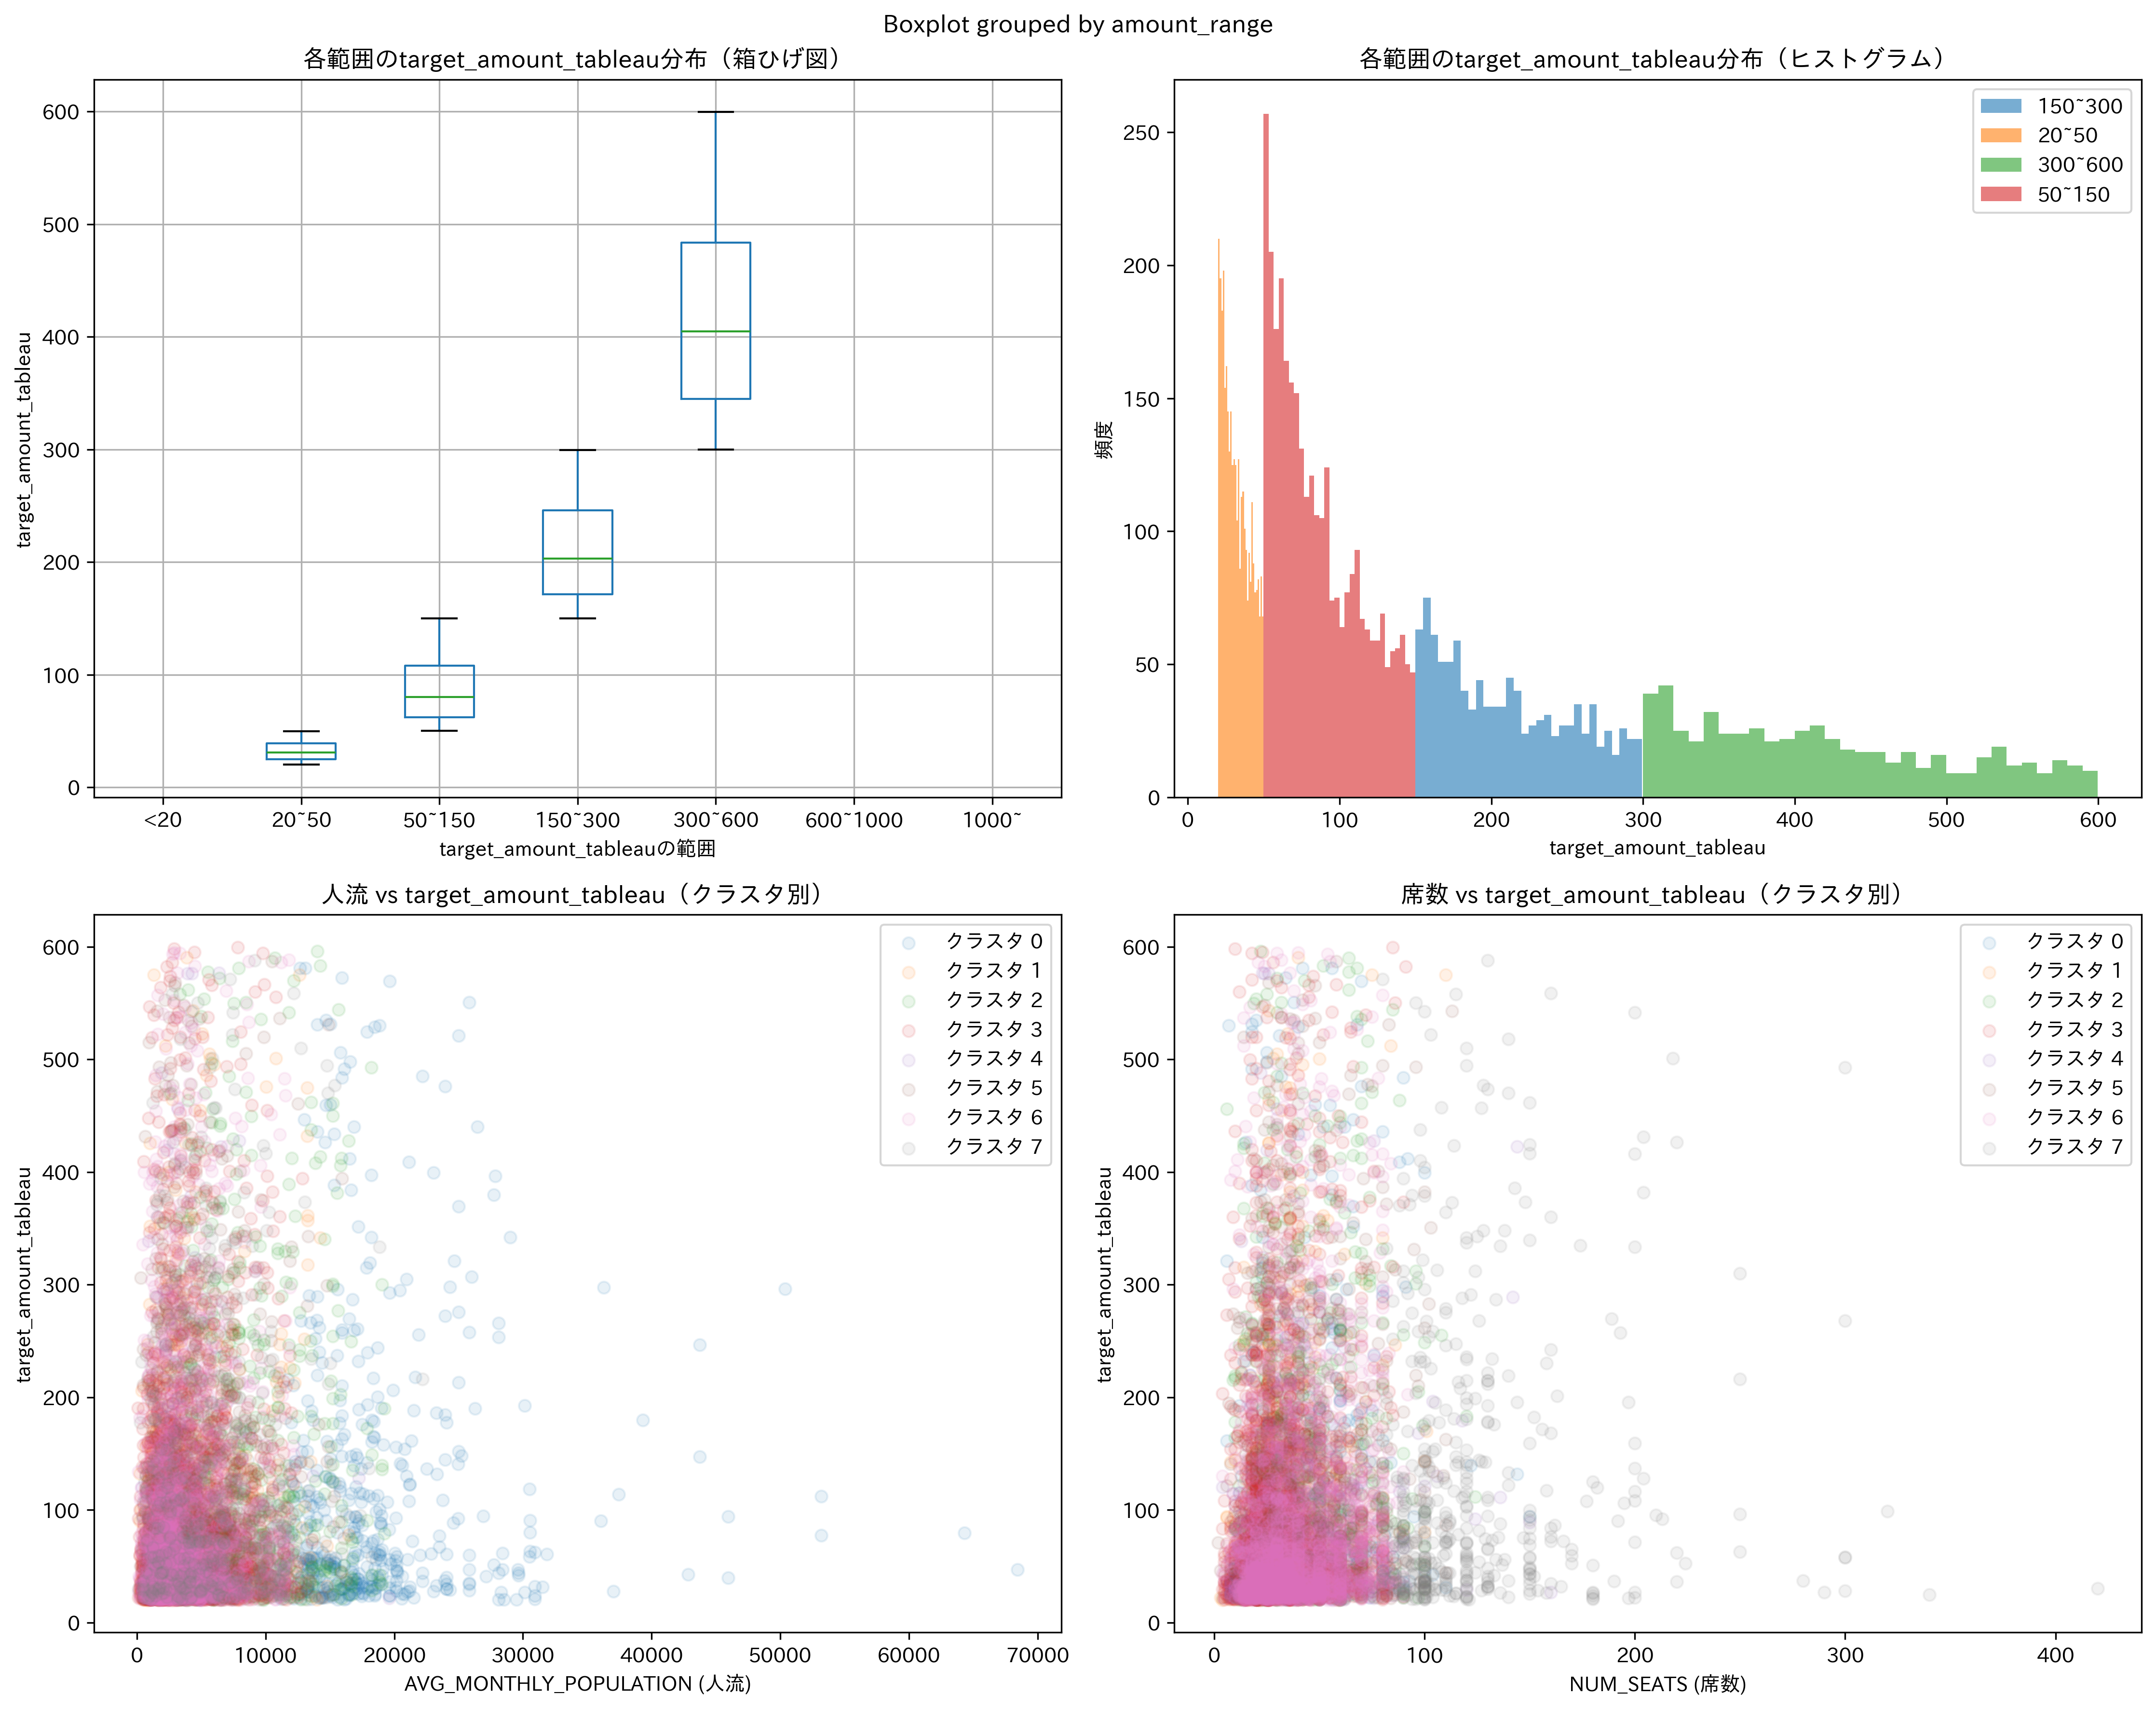 Boxplot grouped by amount_range
各範囲のtarget_amount_tableau分布（箱ひげ図）
600
500
400
300
200
100
0
target_amount_tableau
<20
20~50
50~150
150~300
300~600
600~1000
1000~
target_amount_tableauの範囲
各範囲のtarget_amount_tableau分布（ヒストグラム）
150~300
20~50
300~600
50~150
250
200
150
100
50
0
頻度
0
100
200
300
400
500
600
target_amount_tableau
人流 vs target_amount_tableau（クラスタ別）
クラスタ 0
クラスタ 1
クラスタ 2
クラスタ 3
クラスタ 4
クラスタ 5
クラスタ 6
クラスタ 7
600
500
400
300
200
100
0
target_amount_tableau
0
10000
20000
30000
40000
50000
60000
70000
AVG_MONTHLY_POPULATION (人流)
席数 vs target_amount_tableau（クラスタ別）
クラスタ 0
クラスタ 1
クラスタ 2
クラスタ 3
クラスタ 4
クラスタ 5
クラスタ 6
クラスタ 7
600
500
400
300
200
100
0
target_amount_tableau
0
100
200
300
400
NUM_SEATS (席数)